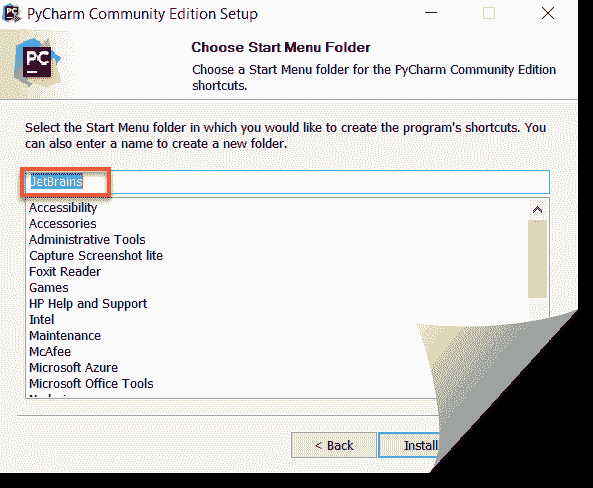 PyCharm Community Edition Setup
PC
Choose Start Menu Folder
Choose a Start Menu folder for the PyCharm Community Edition
shortcuts.
Select the Start Menu folder in which you would like to create the program's shortcuts. You
can also enter a name to create a new folder.
JetBrains
Accessibility
Accessories
Administrative Tools
Capture Screenshot lite
Foxit Reader
Games
HP Help and Support
Intel
Maintenance
McAfee
Microsoft Azure
Microsoft Office Tools
< Back
Install